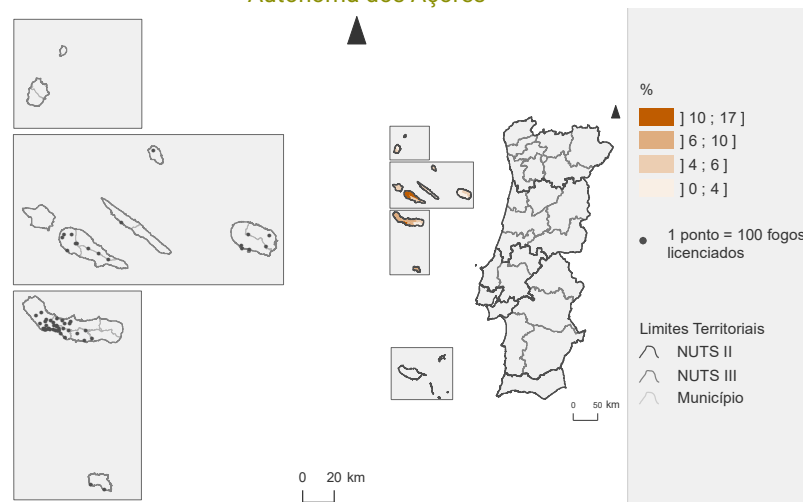 Autónoma dos Açores
%
] 10 ; 17 ]
] 6 ; 10 ]
] 4 ; 6 ]
] 0 ; 4 ]
1 ponto = 100 fogos
licenciados
Limites Territoriais
NUTS II
NUTS III
Município
0 50 km
0 20 km